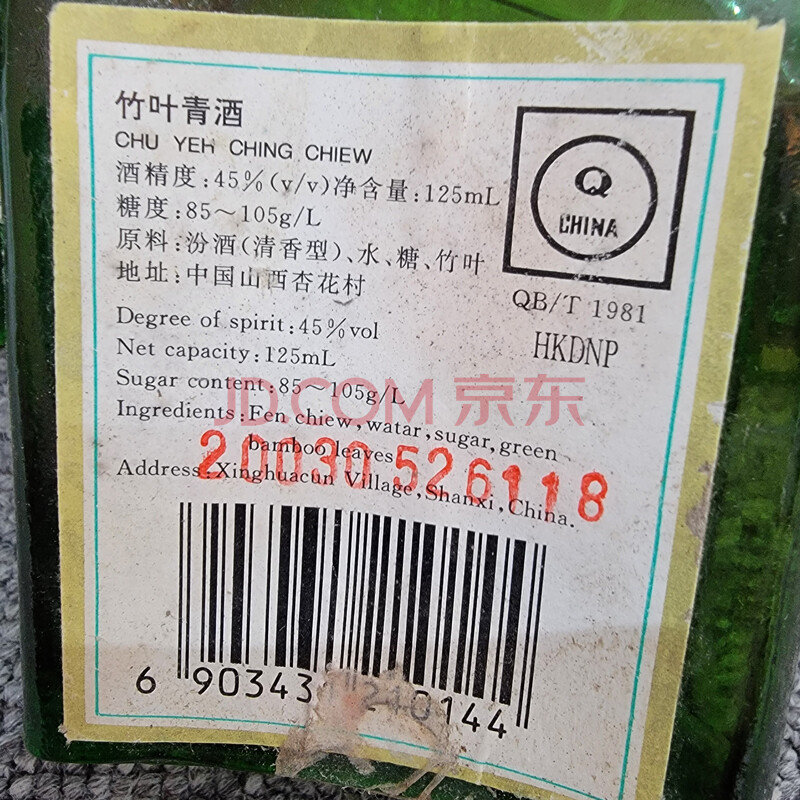 竹叶青酒
CHU YEH CHING CHIEW
酒精度:45%(v/v)净含量:125mL
糖度:85~105g/L
原料:汾酒(清香型)、水、糖、竹叶
地址:中国山西杏花村
Q
CHINA
QB/T 1981
HKDNP
Degree of spirit:45%vol
Net capacity:125mL
Sugar content:85~105g/L
JD.COM 京东
Ingredients:Fen chiew,watar,sugar,green
bamboo leaves
20030526118
Address:Xinghuacun Village,Shanxi,China.
6 90343 240144